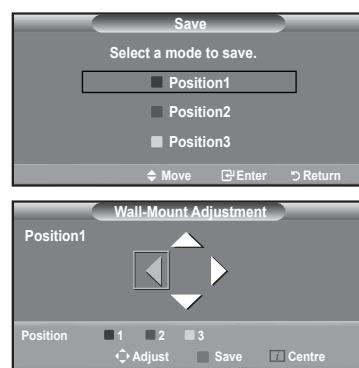 Save
Select a mode to save.
Position1
Position2
Position3
Move Enter Return
Wall-Mount Adjustment
Position1
Position 1 2 3
Adjust Save i Centre